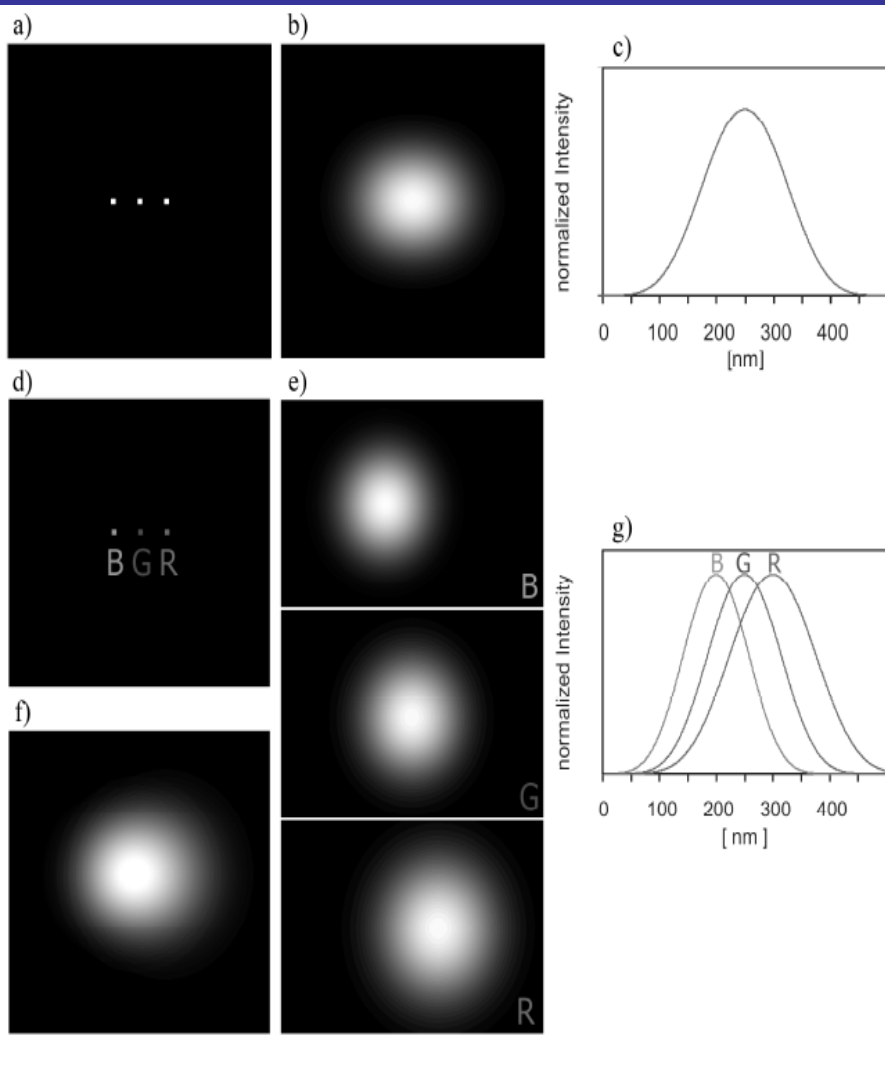 a)
b)
c)
normalized Intensity
0 100 200 300 400
[nm]
d)
B G R
e)
B
G
R
f)
g)
B G R
normalized Intensity
0 100 200 300 400
[ nm ]